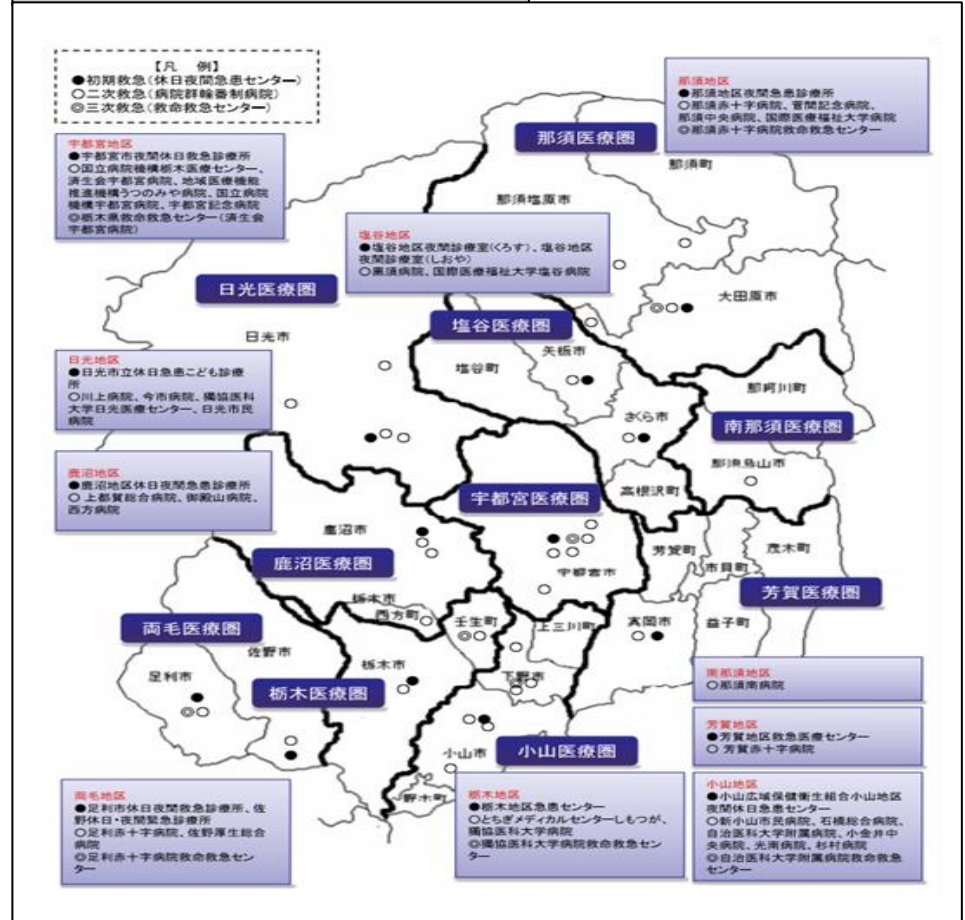 【凡　例】
●初期救急（休日夜間急患センター）
○二次救急（病院群輪番制病院）
◎三次救急（救命救急センター）
那須地区
●那須地区夜間急患診療所
○那須赤十字病院、菅間記念病院、
那須中央病院、国際医療福祉大学病院
◎那須赤十字病院救命救急センター
那須医療圏
那須町
宇都宮地区
●宇都宮市夜間休日救急診療所
○国立病院機構栃木医療センター、
済生会宇都宮病院、地域医療機能
推進機構うつのみや病院、国立病院
機構宇都宮病院、宇都宮記念病院
◎栃木県救命救急センター（済生会
宇都宮病院）
那須塩原市
塩谷地区
●塩谷地区夜間診療室（くろす）、塩谷地区
夜間診療室（しおや）
○黒須病院、国際医療福祉大学塩谷病院
日光医療圏
大田原市
塩谷医療圏
日光市
矢板市
塩谷町
日光地区
●日光市立休日急患こども診療
所
○川上病院、今市病院、獨協医科
大学日光医療センター、日光市民
病院
那珂川町
さくら市
南那須医療圏
那須烏山市
鹿沼地区
●鹿沼地区休日夜間急患診療所
○ 上都賀総合病院、御殿山病院、
西方病院
宇都宮医療圏
高根沢町
鹿沼市
芳賀町
市貝町
茂木町
鹿沼医療圏
宇都宮市
芳賀医療圏
栃木市
西方町
壬生町
上三川町
真岡市
益子町
両毛医療圏
佐野市
栃木市
足利市
下野市
栃木医療圏
南那須地区
○那須南病院
小山市
小山医療圏
芳賀地区
●芳賀地区救急医療センター
○ 芳賀赤十字病院
野木町
両毛地区
●足利市休日夜間救急診療所、佐
野休日・夜間緊急診療所
○足利赤十字病院、佐野厚生総合
病院
◎足利赤十字病院救命救急セン
ター
栃木地区
●栃木地区急患センター
○とちぎメディカルセンターしもつが、
獨協医科大学病院
◎獨協医科大学病院救命救急セン
ター
小山地区
●小山広域保健衛生組合小山地区
夜間休日急患センター
○新小山市民病院、石橋総合病院、
自治医科大学附属病院、小金井中
央病院、光南病院、杉村病院
◎自治医科大学附属病院救命救急
センター